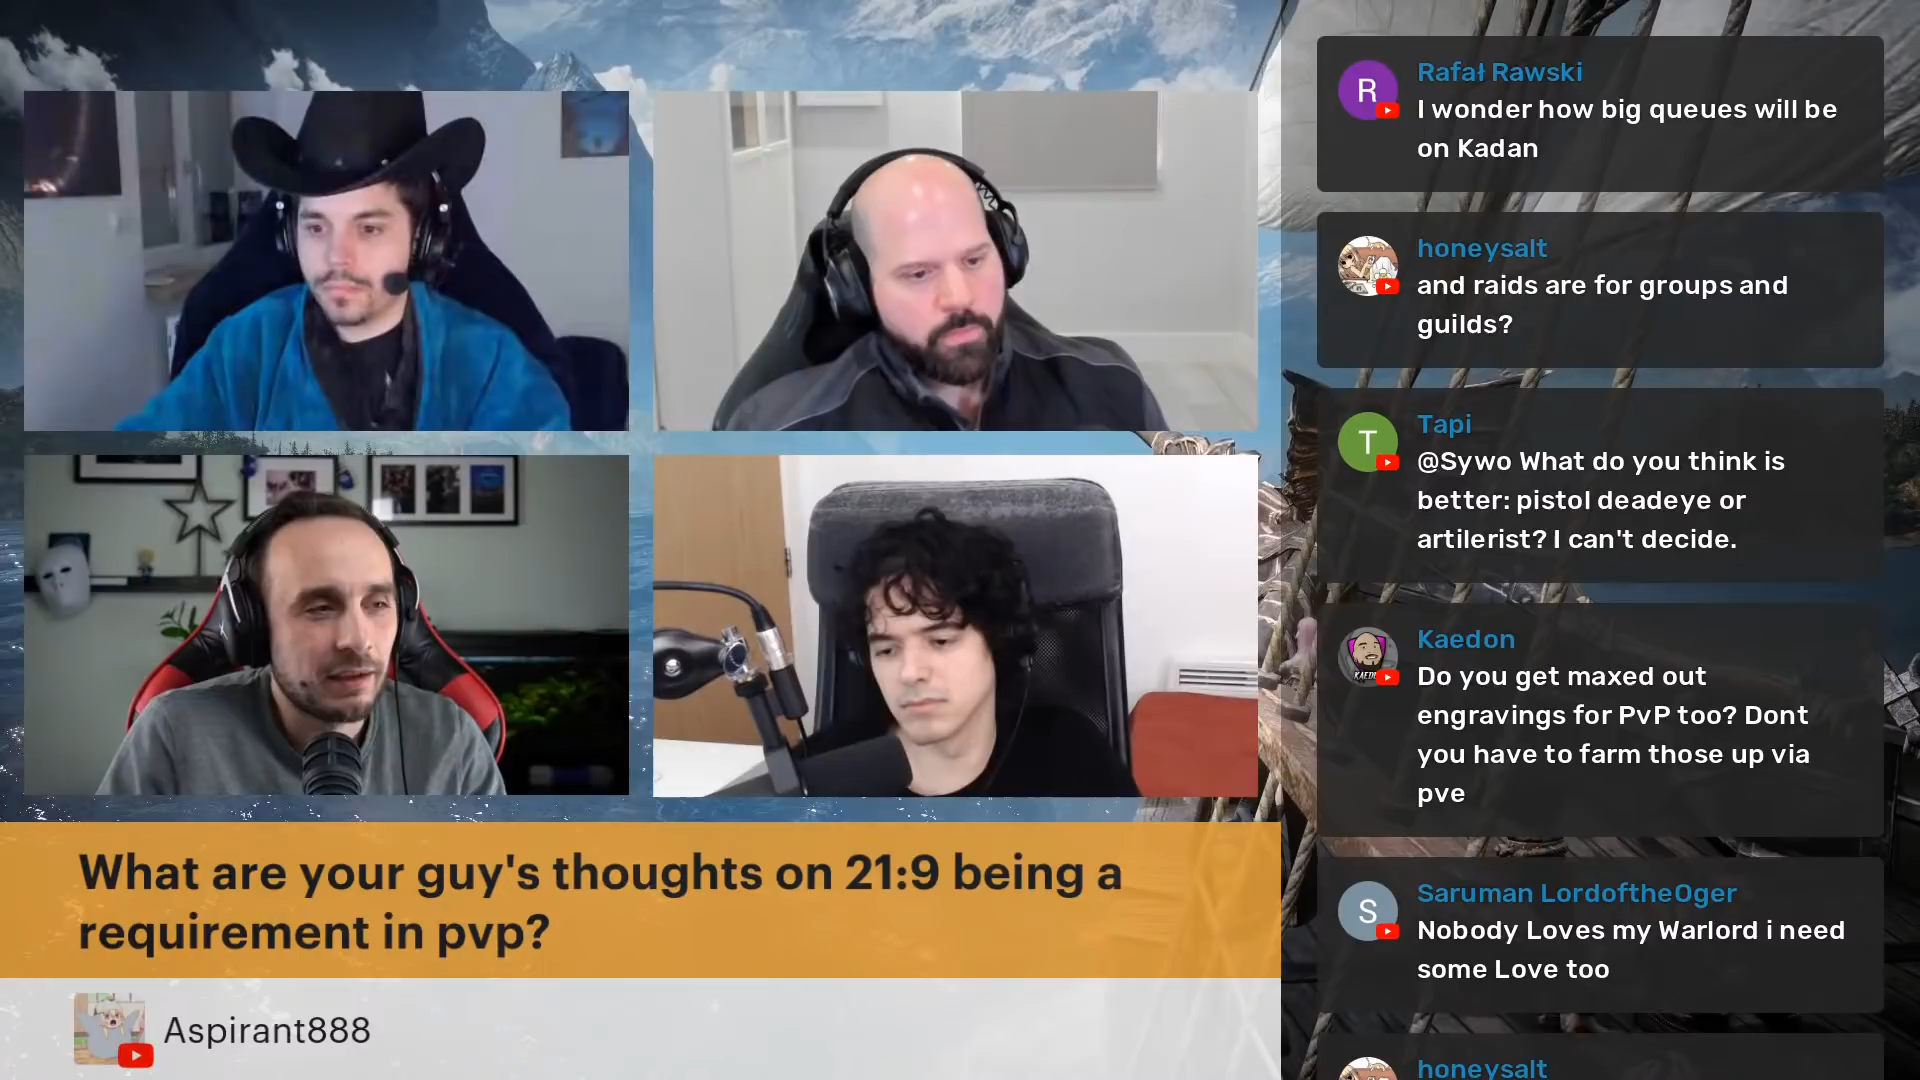 What are your guy's thoughts on 21:9 being a
requirement in pvp?
Aspirant888
R
Rafał Rawski
I wonder how big queues will be
on Kadan
honeysalt
and raids are for groups and
guilds?
T
Tapi
@Sywo What do you think is
better: pistol deadeye or
artilerist? I can't decide.
Kaedon
Do you get maxed out
engravings for PvP too? Dont
you have to farm those up via
pve
S
Saruman LordoftheOger
Nobody Loves my Warlord i need
some Love too
honeysalt